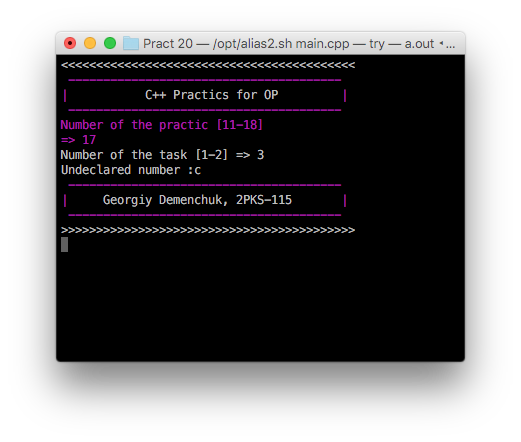 Pract 20 — /opt/alias2.sh main.cpp — try — a.out ◂...
<<<<<<<<<<<<<<<<<<<<<<<<<<<<<<<<<<<<<<<<<<
---------------------------------------
| C++ Practics for OP |
---------------------------------------
Number of the practic [11-18]
=> 17
Number of the task [1-2] => 3
Undeclared number :c
---------------------------------------
| Georgiy Demenchuk, 2PKS-115 |
---------------------------------------
>>>>>>>>>>>>>>>>>>>>>>>>>>>>>>>>>>>>>>>>>>